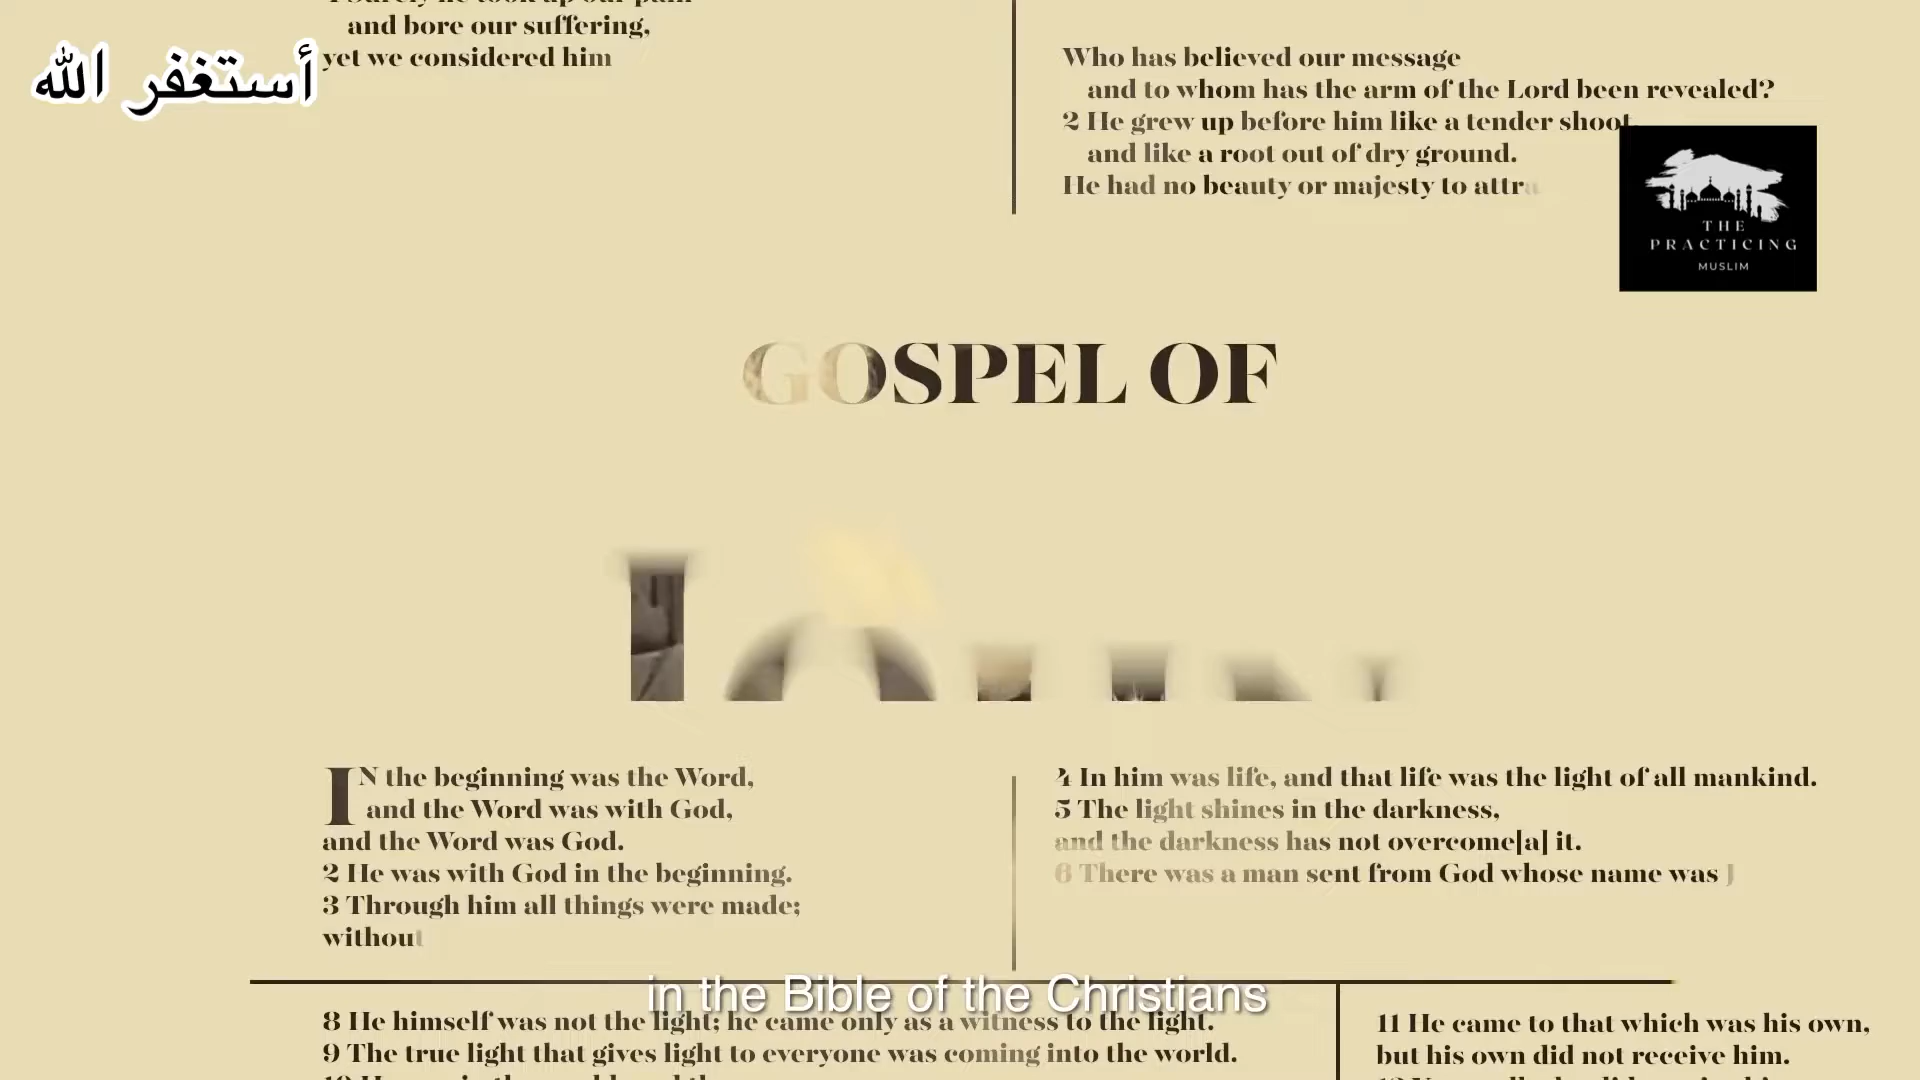 and bore our suffering,
yet we considered him
أستغفر الله
Who has believed our message
and to whom has the arm of the Lord been revealed?
2 He grew up before him like a tender shoot,
and like a root out of dry ground.
He had no beauty or majesty to attra
THE
PRACTICING
MUSLIM
GOSPEL OF
IN the beginning was the Word,
and the Word was with God,
and the Word was God.
2 He was with God in the beginning.
3 Through him all things were made;
without
4 In him was life, and that life was the light of all mankind.
5 The light shines in the darkness,
and the darkness has not overcome[a] it.
6 There was a man sent from God whose name was J
in the Bible of the Christians
8 He himself was not the light; he came only as a witness to the light.
9 The true light that gives light to everyone was coming into the world.
11 He came to that which was his own,
but his own did not receive him.